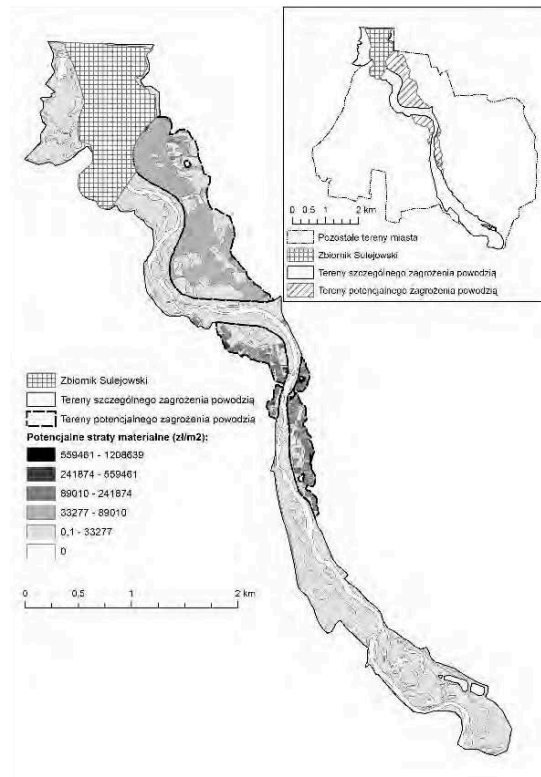 0 0.5 1 2 km
Pozostałe tereny miasta
Zbiornik Sulejowski
Tereny szczególnego zagrożenia powodzią
Tereny potencjalnego zagrożenia powodzią
Zbiornik Sulejowski
Tereny szczególnego zagrożenia powodzią
Tereny potencjalnego zagrożenia powodzią
Potencjalne straty materialne (zł/m2):
559461 - 1208639
241874 - 559461
89010 - 241874
33277 - 89010
0,1 - 33277
0
0 0,5 1 2 km